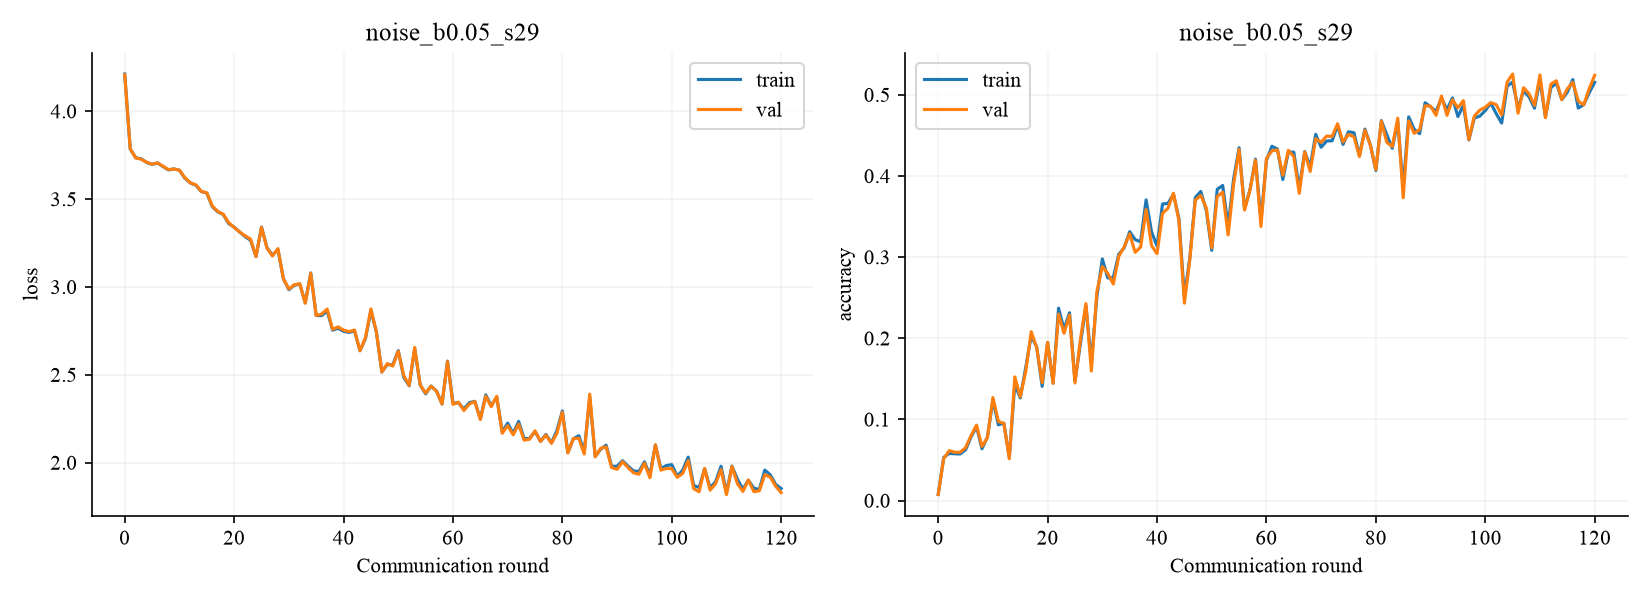 noise_b0.05_s29
train
val
loss
4.0
3.5
3.0
2.5
2.0
0 20 40 60 80 100 120
Communication round
noise_b0.05_s29
train
val
accuracy
0.5
0.4
0.3
0.2
0.1
0.0
0 20 40 60 80 100 120
Communication round